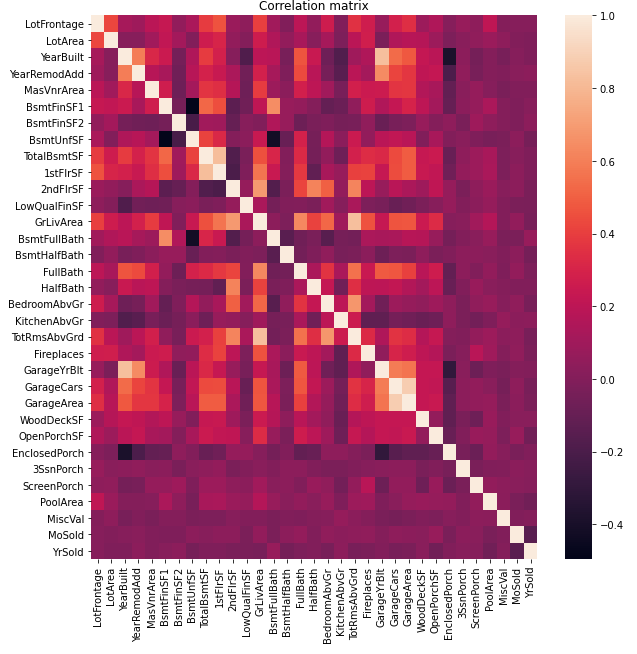 Correlation matrix
LotFrontage
LotArea
YearBuilt
YearRemodAdd
MasVnrArea
BsmtFinSF1
BsmtFinSF2
BsmtUnfSF
TotalBsmtSF
1stFlrSF
2ndFlrSF
LowQualFinSF
GrLivArea
BsmtFullBath
BsmtHalfBath
FullBath
HalfBath
BedroomAbvGr
KitchenAbvGr
TotRmsAbvGrd
Fireplaces
GarageYrBlt
GarageCars
GarageArea
WoodDeckSF
OpenPorchSF
EnclosedPorch
3SsnPorch
ScreenPorch
PoolArea
MiscVal
MoSold
YrSold
LotFrontage
LotArea
YearBuilt
YearRemodAdd
MasVnrArea
BsmtFinSF1
BsmtFinSF2
BsmtUnfSF
TotalBsmtSF
1stFlrSF
2ndFlrSF
LowQualFinSF
GrLivArea
BsmtFullBath
BsmtHalfBath
FullBath
HalfBath
BedroomAbvGr
KitchenAbvGr
TotRmsAbvGrd
Fireplaces
GarageYrBlt
GarageCars
GarageArea
WoodDeckSF
OpenPorchSF
EnclosedPorch
3SsnPorch
ScreenPorch
PoolArea
MiscVal
MoSold
YrSold
1.0
0.8
0.6
0.4
0.2
0.0
−0.2
−0.4